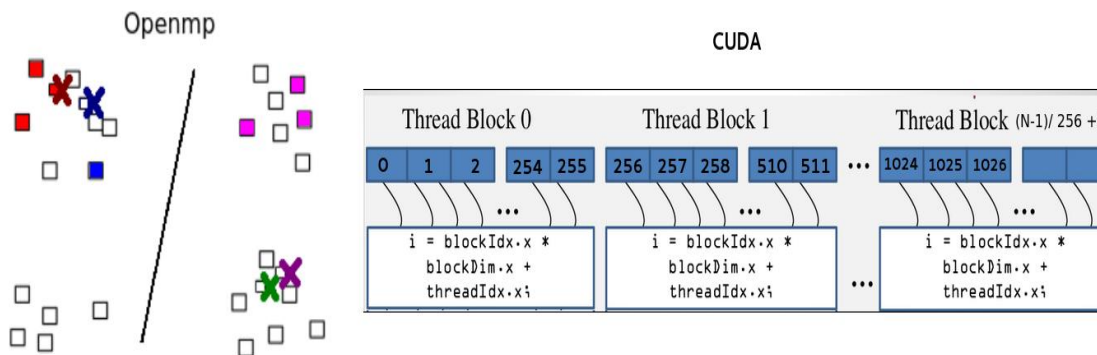 Openmp
CUDA
Thread Block 0
Thread Block 1
Thread Block (N-1)/ 256 +
0 1 2 254 255
256 257 258 510 511
...
1024 1025 1026
...
...
...
i = blockIdx.x *
blockDim.x +
threadIdx.x;
i = blockIdx.x *
blockDim.x +
threadIdx.x;
...
i = blockIdx.x *
blockDim.x +
threadIdx.x;